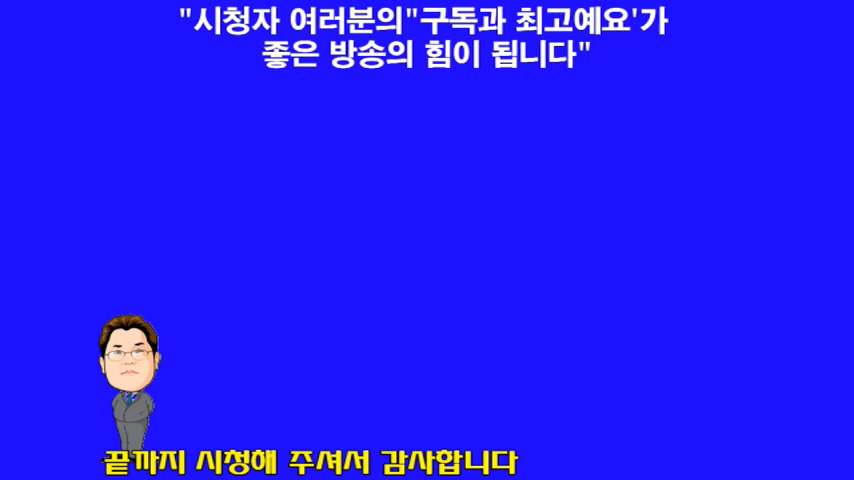 "시청자 여러분의"구독과 최고예요'가
좋은 방송의 힘이 됩니다"
끝까지 시청해 주셔서 감사합니다